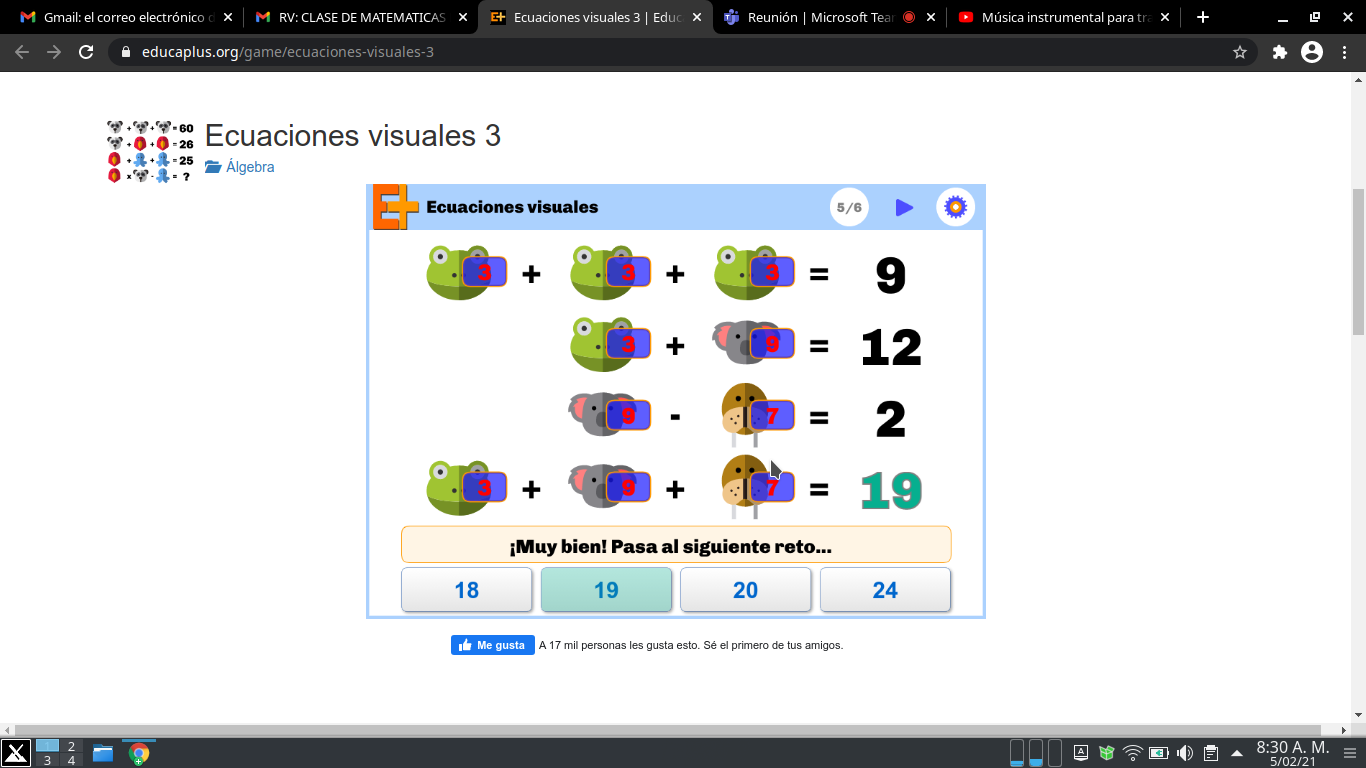 Gmail: el correo electrónico d
RV: CLASE DE MATEMATICAS
Ecuaciones visuales 3 | Educ
Reunión | Microsoft Tea
Música instrumental para tra
educaplus.org/game/ecuaciones-visuales-3
+ + = 60
+ + = 26
+ + = 25
x - = ?
Ecuaciones visuales 3
Álgebra
E+ Ecuaciones visuales 5/6
3 + 3 + 3 = 9
3 + 9 = 12
9 - 7 = 2
3 + 9 + 7 = 19
¡Muy bien! Pasa al siguiente reto...
18 19 20 24
Me gusta A 17 mil personas les gusta esto. Sé el primero de tus amigos.
1 2
3 4
A
8:30 A. M.
5/02/21